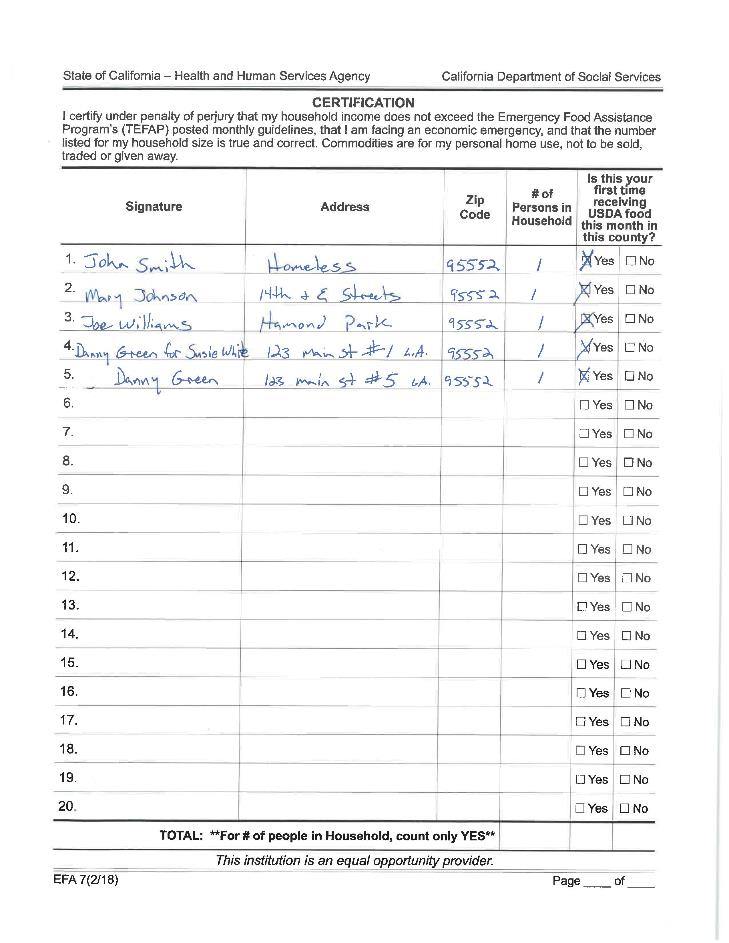 State of California – Health and Human Services Agency California Department of Social Services
CERTIFICATION
I certify under penalty of perjury that my household income does not exceed the Emergency Food Assistance
Program's (TEFAP) posted monthly guidelines, that I am facing an economic emergency, and that the number
listed for my household size is true and correct. Commodities are for my personal home use, not to be sold,
traded or given away.
Signature Address Zip Code # of Persons in Household Is this your first time receiving USDA food this month in this county?
1. John Smith Homeless 95552 1 ☒ Yes ☐ No
2. Mary Johnson 14th & E Streets 95552 1 ☒ Yes ☐ No
3. Joe Williams Hamond Park 95552 1 ☒ Yes ☐ No
4. Danny Green for Susie White 123 Main St #1 L.A. 95552 1 ☒ Yes ☐ No
5. Danny Green 123 main st #5 LA. 95552 1 ☒ Yes ☐ No
6. ☐ Yes ☐ No
7. ☐ Yes ☐ No
8. ☐ Yes ☐ No
9. ☐ Yes ☐ No
10. ☐ Yes ☐ No
11. ☐ Yes ☐ No
12. ☐ Yes ☐ No
13. ☐ Yes ☐ No
14. ☐ Yes ☐ No
15. ☐ Yes ☐ No
16. ☐ Yes ☐ No
17. ☐ Yes ☐ No
18. ☐ Yes ☐ No
19. ☐ Yes ☐ No
20. ☐ Yes ☐ No
TOTAL: **For # of people in Household, count only YES**
This institution is an equal opportunity provider.
EFA 7(2/18) Page ____ of ____